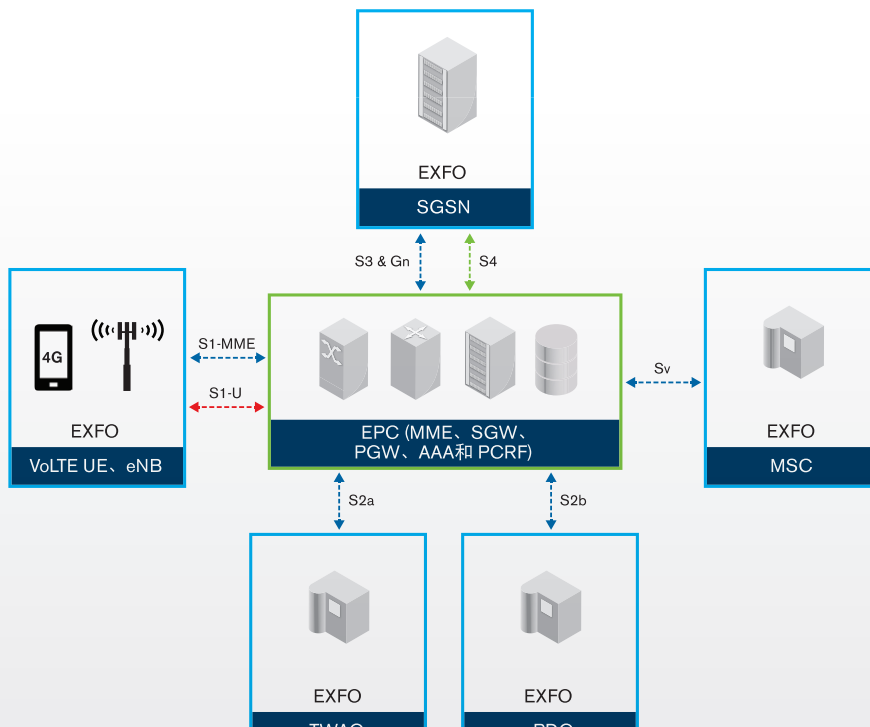 EXFO
SGSN
S3 & Gn
S4
4G
S1-MME
S1-U
Sv
EXFO
VoLTE UE、eNB
EPC (MME、SGW、
PGW、AAA和 PCRF)
EXFO
MSC
S2a
S2b
EXFO
EXFO